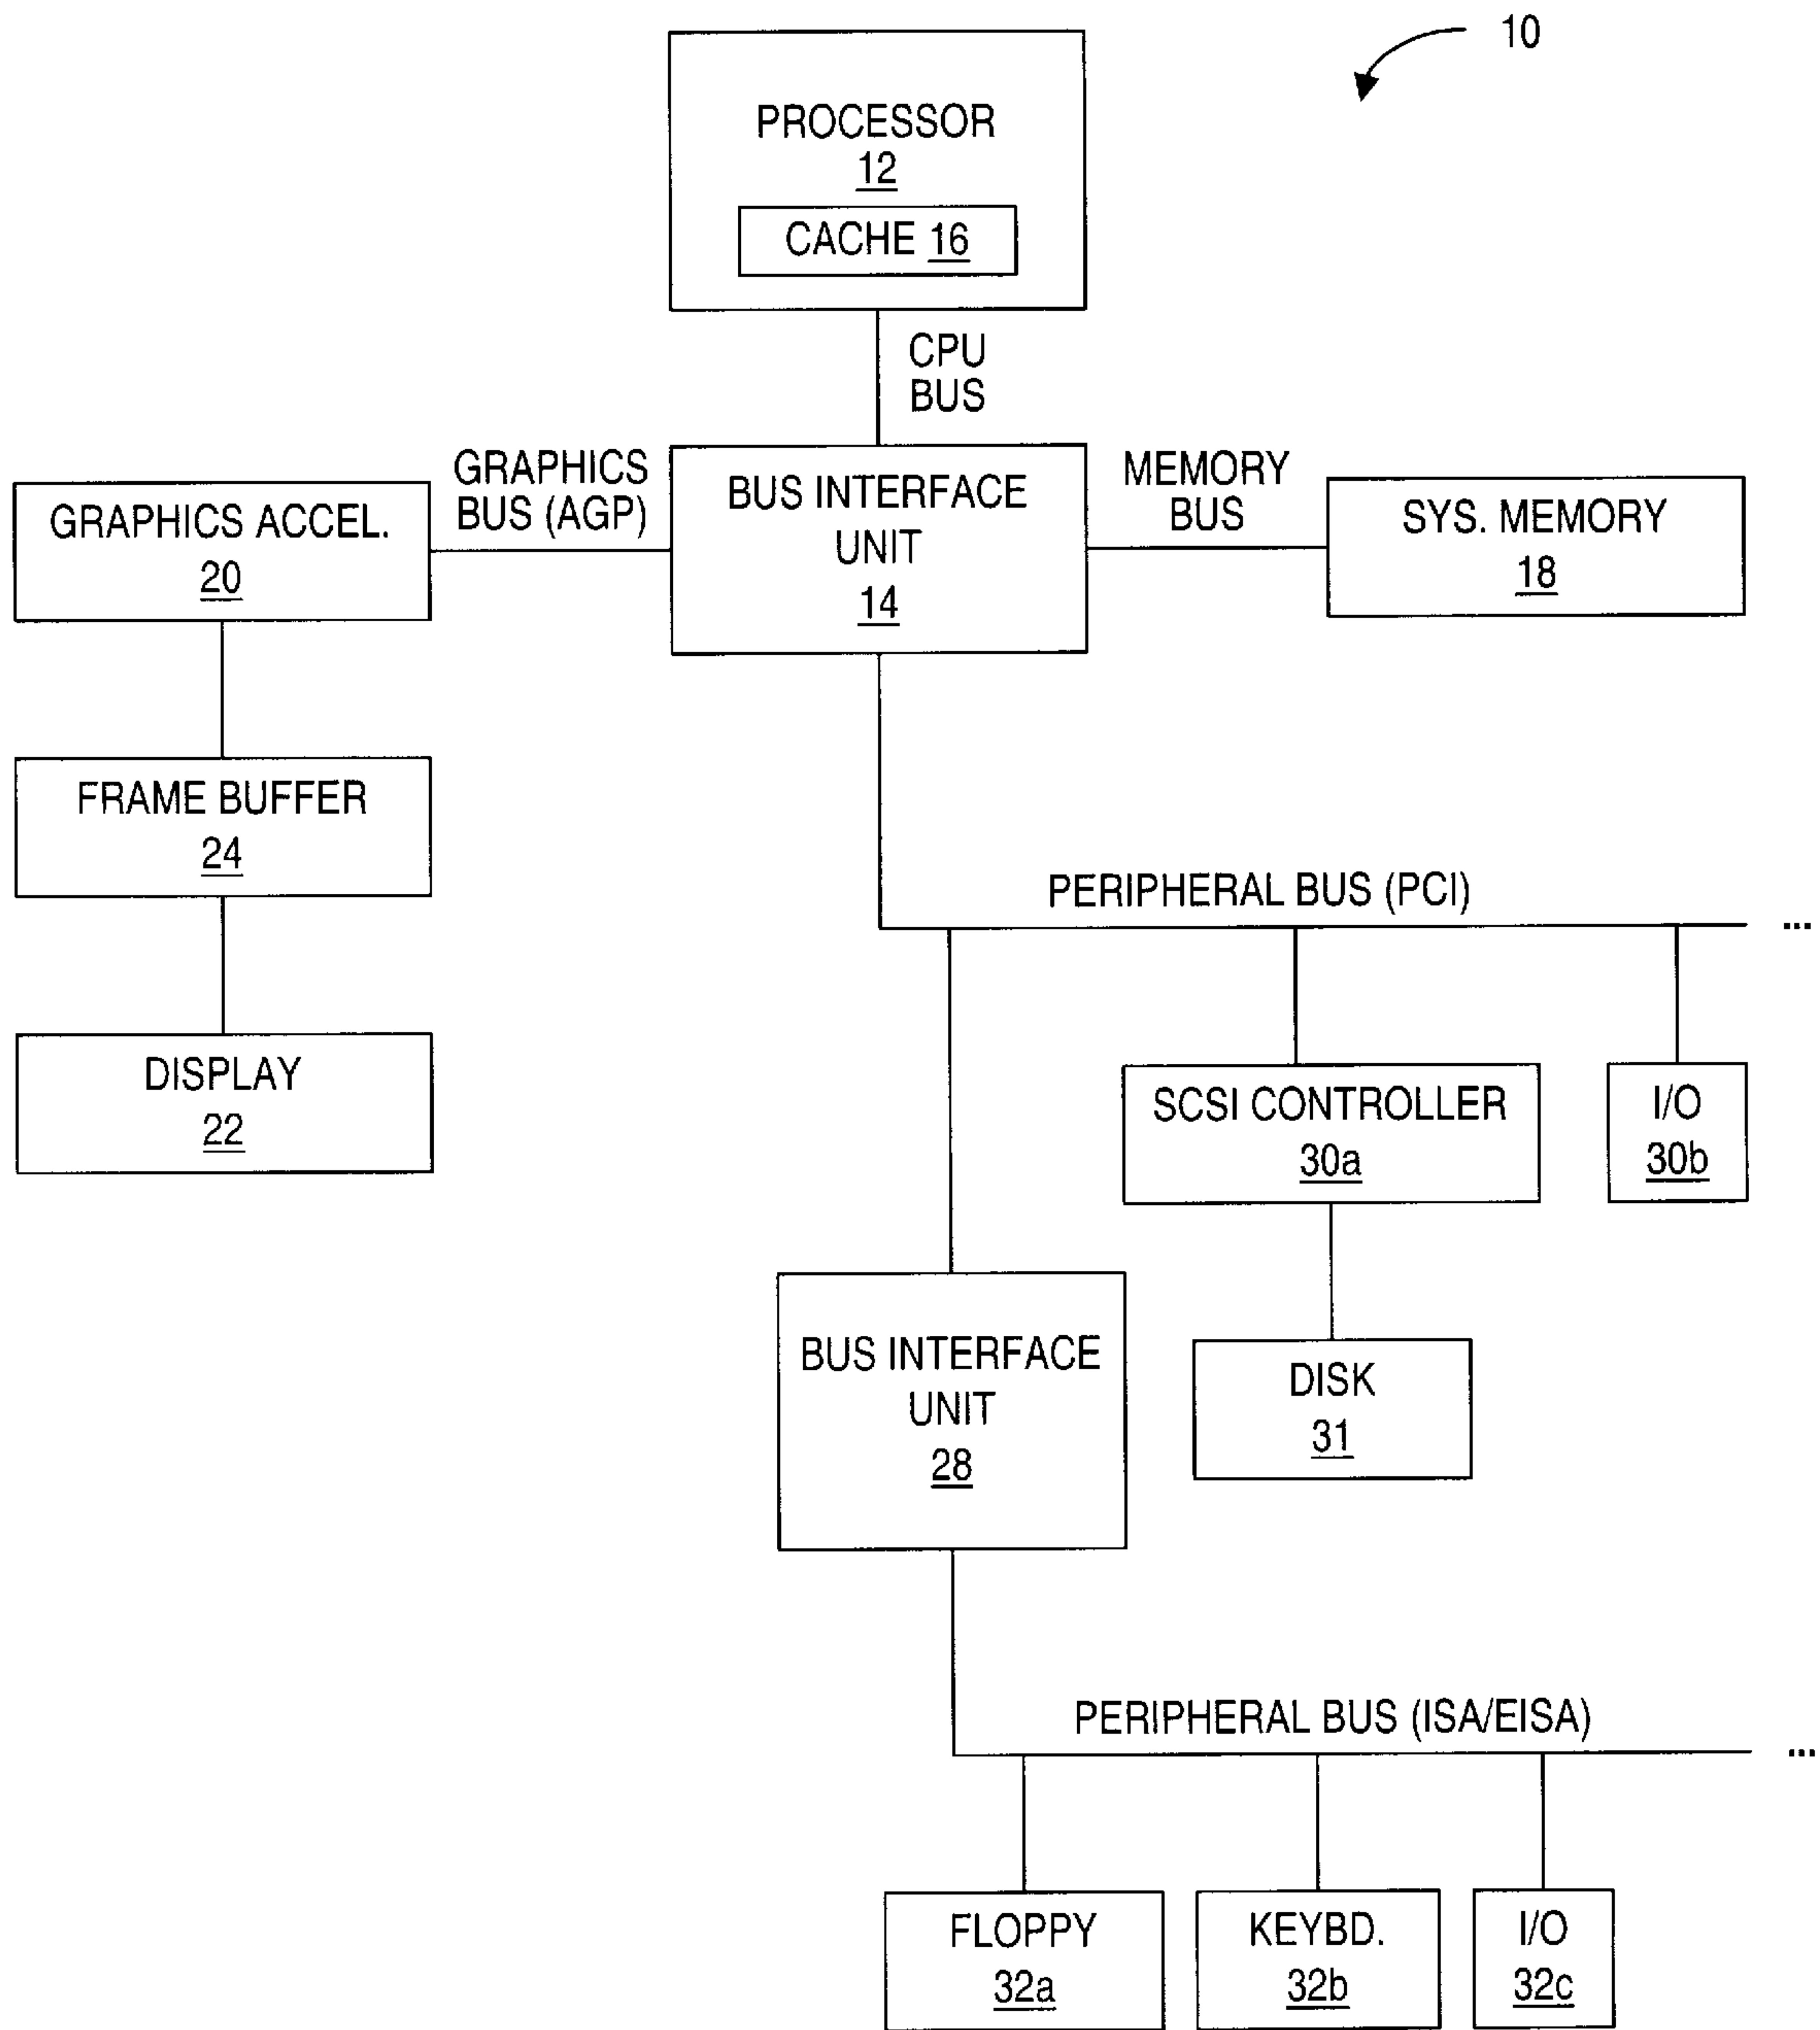 10
PROCESSOR
12
CACHE 16
CPU
BUS
GRAPHICS
BUS (AGP)
BUS INTERFACE
UNIT
14
MEMORY
BUS
GRAPHICS ACCEL.
20
SYS. MEMORY
18
FRAME BUFFER
24
PERIPHERAL BUS (PCI)
...
DISPLAY
22
SCSI CONTROLLER
30a
I/O
30b
BUS INTERFACE
UNIT
28
DISK
31
PERIPHERAL BUS (ISA/EISA)
...
FLOPPY
32a
KEYBD.
32b
I/O
32c